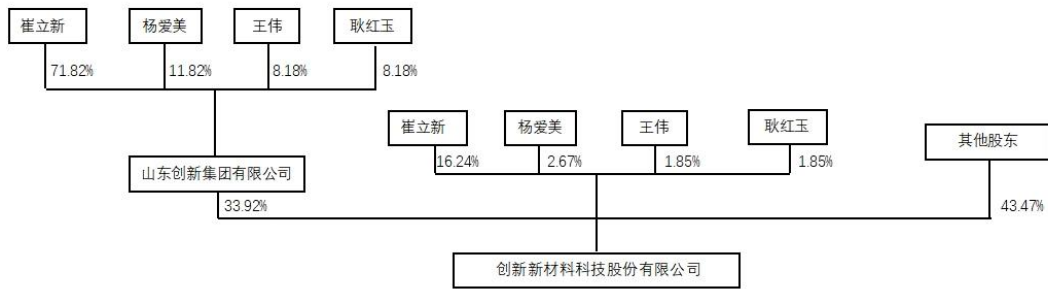 崔立新 杨爱美 王伟 耿红玉
71.82% 11.82% 8.18% 8.18%
崔立新 杨爱美 王伟 耿红玉 其他股东
16.24% 2.67% 1.85% 1.85%
山东创新集团有限公司
33.92% 43.47%
创新新材料科技股份有限公司